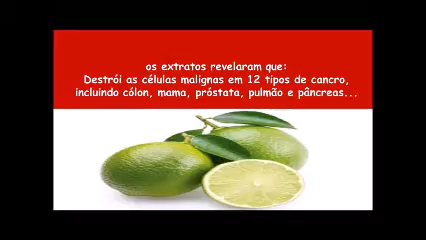 os extratos revelaram que:
Destrói as células malignas em 12 tipos de cancro,
incluindo cólon, mama, próstata, pulmão e pâncreas...